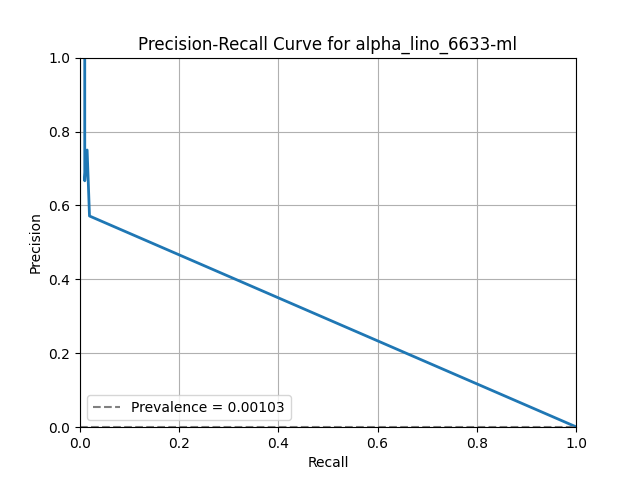 Precision-Recall Curve for alpha_lino_6633-ml
1.0
0.8
0.6
0.4
0.2
0.0
Precision
Prevalence = 0.00103
0.0 0.2 0.4 0.6 0.8 1.0
Recall